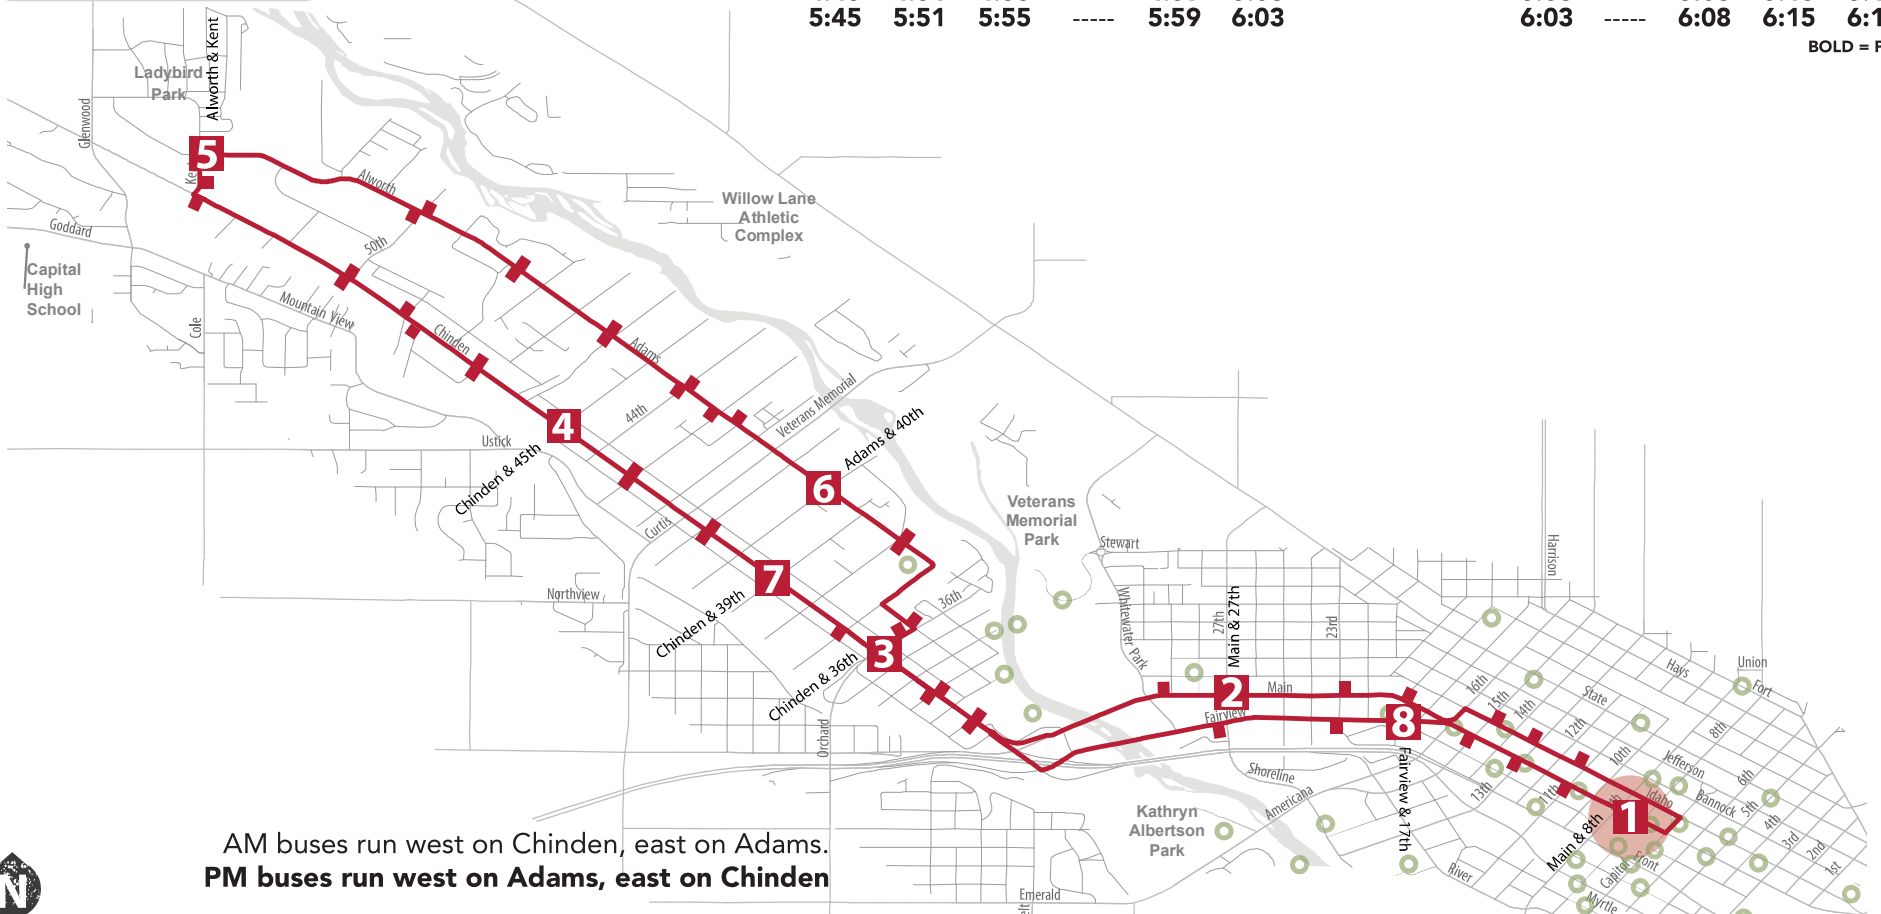 5:45 5:51 5:55 ----- 5:59 6:03 6:03 ----- 6:08 6:15
BOLD =
Alworth & Kent
Ladybird
Park
Glenwood
5
Alworth
Goddard
50th
Willow Lane
Athletic
Complex
Capital
High
School
Cole
Mountain View
Chinden
Adams
44th
Veterans Memorial
4
Ustick
Chinden & 45th
Adams & 40th
6
Curtis
Veterans
Memorial
Park
Stewart
Harrison
7
Northview
Chinden & 39th
36th
Whitewater Park
27th
Main & 27th
23rd
3
Chinden & 36th
Orchard
2
Main
Fairview
8
Fairview & 17th
Hays
Union
Fort
State
16th
15th
14th
12th
10th
8th
Jefferson
6th
Bannock
5th
4th
3rd
2nd
1st
Idaho
13th
11th
1
Main & 8th
Front
Capitol
Myrtle
River
Shoreline
Americana
Kathryn
Albertson
Park
Emerald
AM buses run west on Chinden, east on Adams.
PM buses run west on Adams, east on Chinden
N